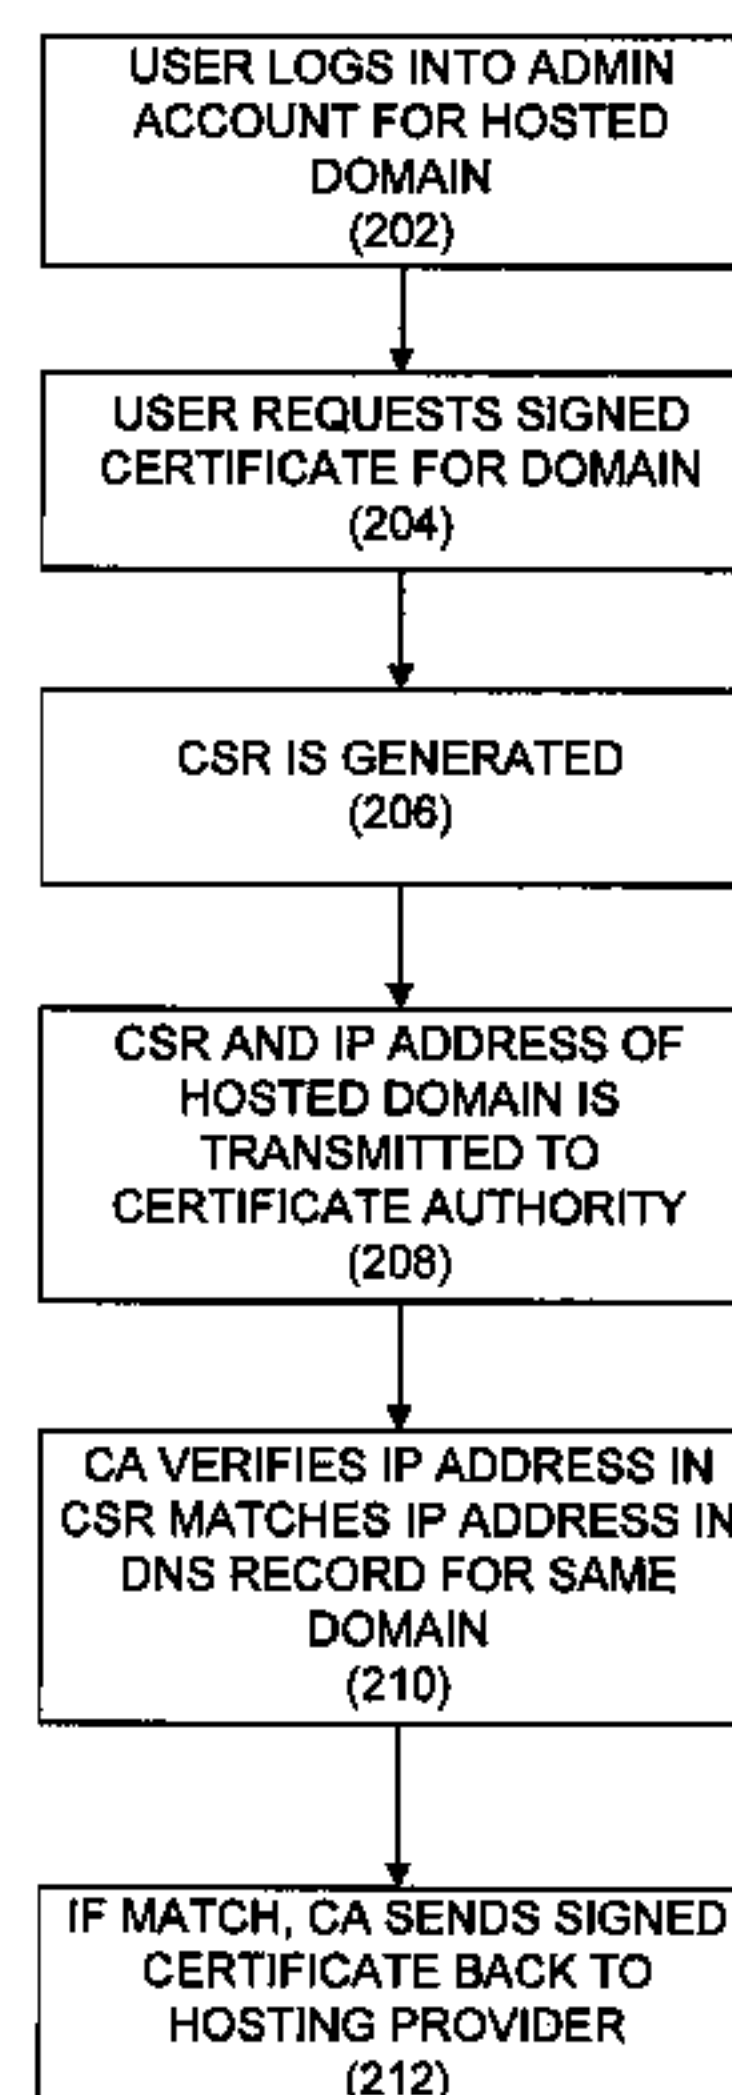 USER LOGS INTO ADMIN
ACCOUNT FOR HOSTED
DOMAIN
(202)
USER REQUESTS SIGNED
CERTIFICATE FOR DOMAIN
(204)
CSR IS GENERATED
(206)
CSR AND IP ADDRESS OF
HOSTED DOMAIN IS
TRANSMITTED TO
CERTIFICATE AUTHORITY
(208)
CA VERIFIES IP ADDRESS IN
CSR MATCHES IP ADDRESS IN
DNS RECORD FOR SAME
DOMAIN
(210)
IF MATCH, CA SENDS SIGNED
CERTIFICATE BACK TO
HOSTING PROVIDER
(212)